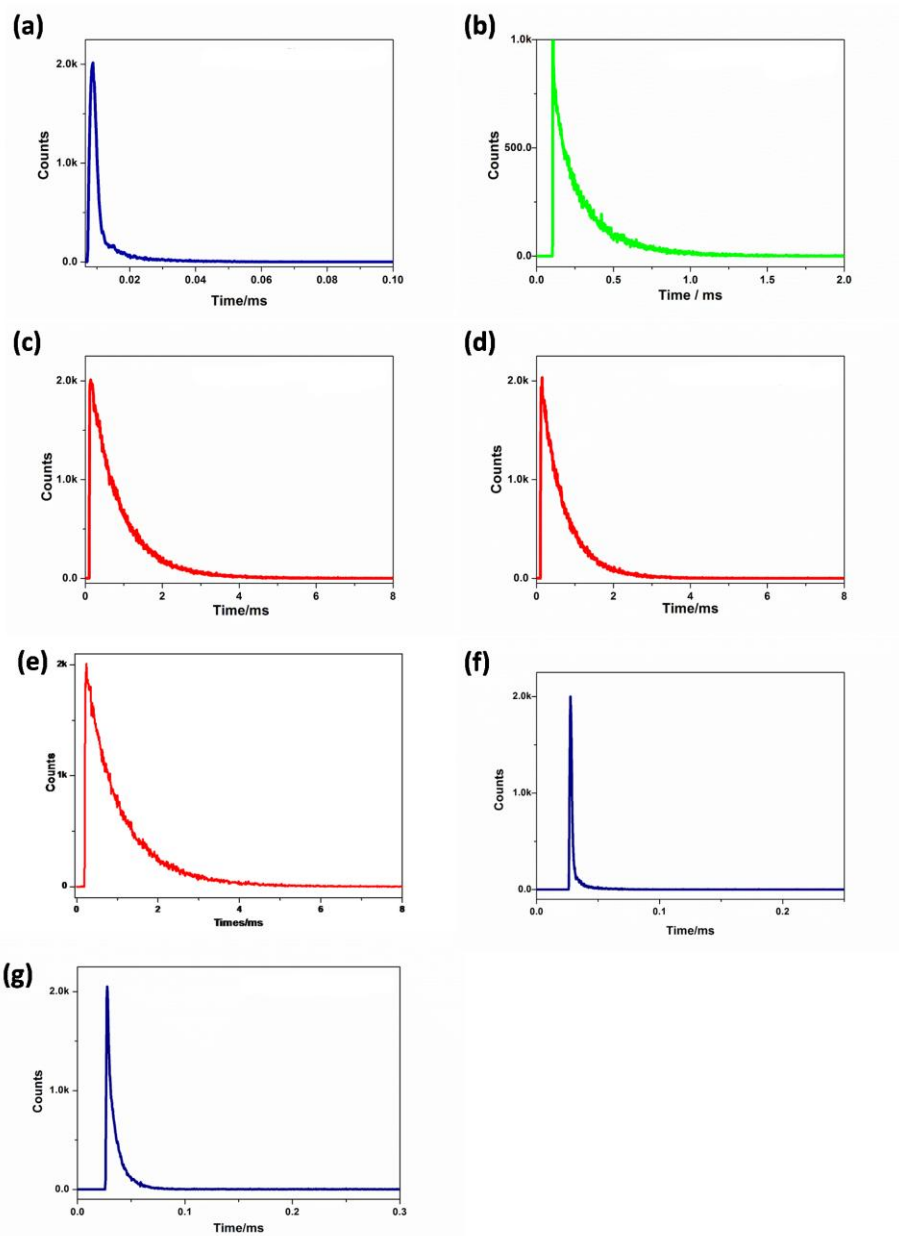 (a)
2.0k
1.0k
0.0
Counts
0.02 0.04 0.06 0.08 0.10
Time/ms
(b)
1.0k
500.0
0.0
Counts
0.0 0.5 1.0 1.5 2.0
Time / ms
(c)
2.0k
1.0k
0.0
Counts
0 2 4 6 8
Time/ms
(d)
2.0k
1.0k
0.0
Counts
0 2 4 6 8
Time/ms
(e)
2k
1k
0
Counts
0 2 4 6 8
Times/ms
(f)
2.0k
1.0k
0.0
Counts
0.0 0.1 0.2
Time/ms
(g)
2.0k
1.0k
0.0
Counts
0.0 0.1 0.2 0.3
Time/ms